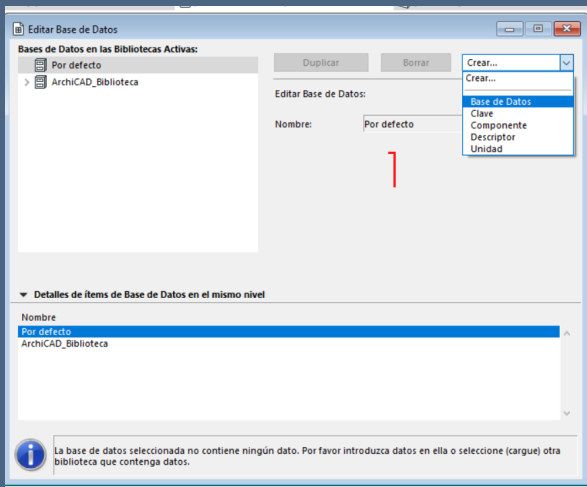 Editar Base de Datos
Bases de Datos en las Bibliotecas Activas:
Por defecto
ArchiCAD_Biblioteca
Duplicar
Borrar
Crear...
Crear...
Base de Datos
Clave
Componente
Descriptor
Unidad
Editar Base de Datos:
Nombre:
Por defecto
Detalles de ítems de Base de Datos en el mismo nivel
Nombre
Por defecto
ArchiCAD_Biblioteca
La base de datos seleccionada no contiene ningún dato. Por favor introduzca datos en ella o seleccione (cargue) otra
biblioteca que contenga datos.